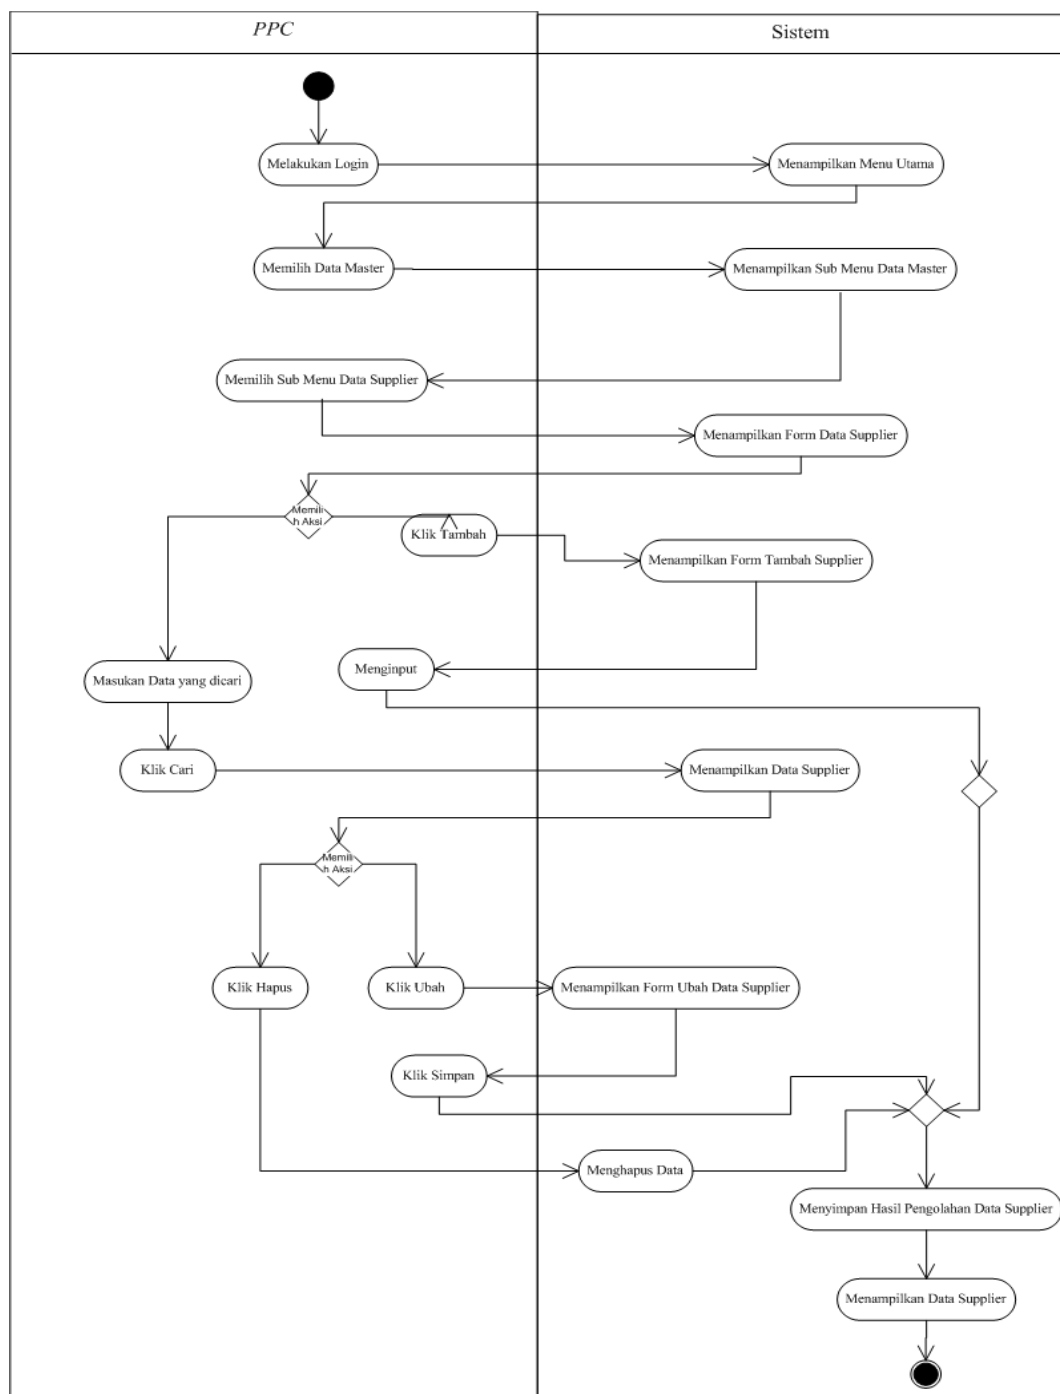 PPC
Sistem
Melakukan Login
Menampilkan Menu Utama
Memilih Data Master
Menampilkan Sub Menu Data Master
Memilih Sub Menu Data Supplier
Menampilkan Form Data Supplier
Memili
h Aksi
Klik Tambah
Menampilkan Form Tambah Supplier
Menginput
Masukan Data yang dicari
Klik Cari
Menampilkan Data Supplier
Memili
h Aksi
Klik Hapus
Klik Ubah
Menampilkan Form Ubah Data Supplier
Klik Simpan
Menghapus Data
Menyimpan Hasil Pengolahan Data Supplier
Menampilkan Data Supplier